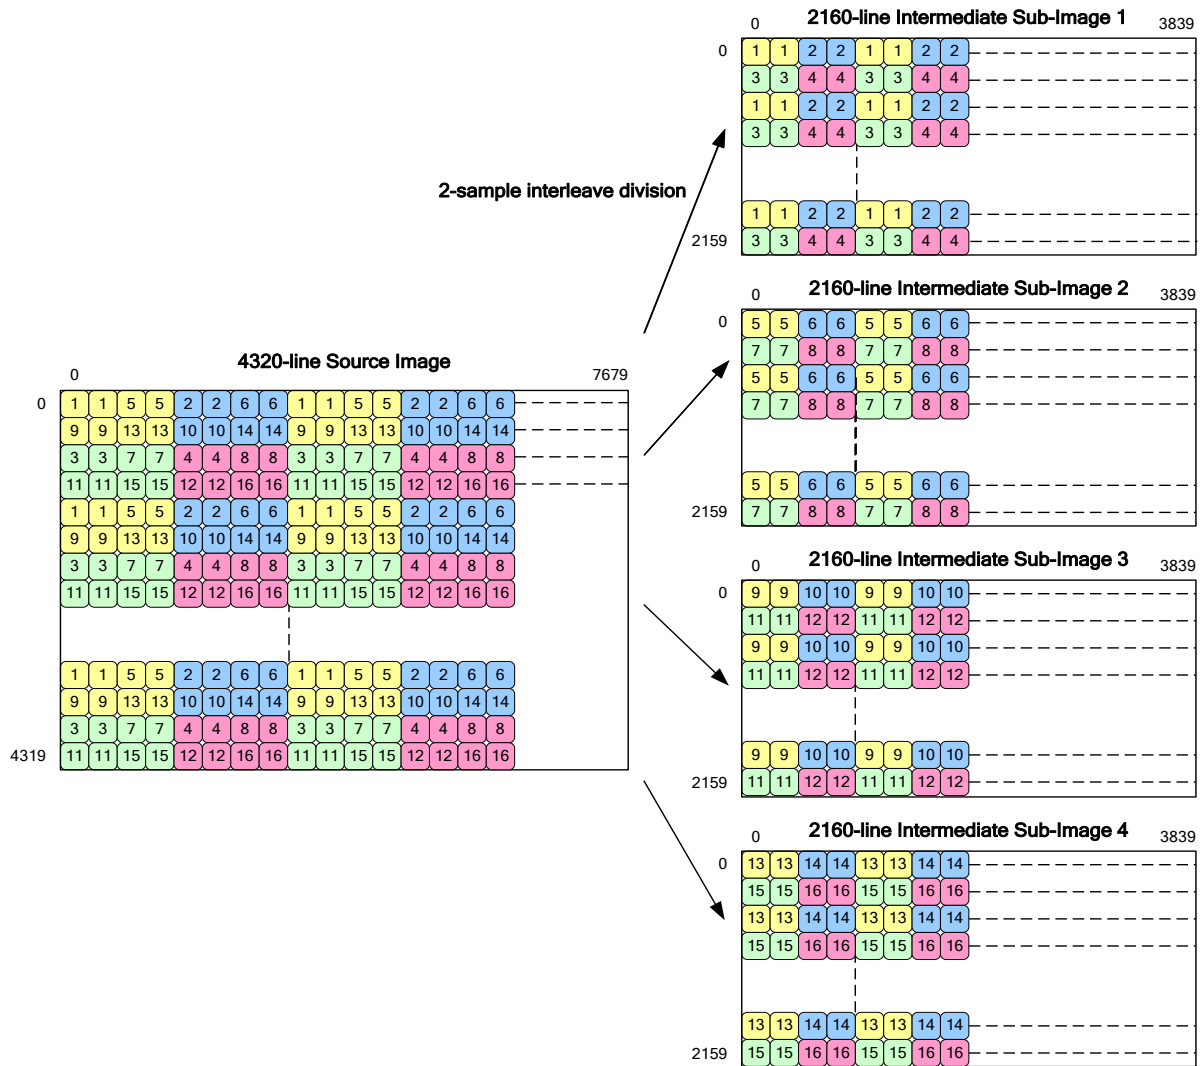 2160-line Intermediate Sub-Image 1
0 3839
0 1 1 2 2 1 1 2 2
3 3 4 4 3 3 4 4
1 1 2 2 1 1 2 2
3 3 4 4 3 3 4 4
1 1 2 2 1 1 2 2
2159 3 3 4 4 3 3 4 4
2-sample interleave division
2160-line Intermediate Sub-Image 2
0 3839
0 5 5 6 6 5 5 6 6
7 7 8 8 7 7 8 8
5 5 6 6 5 5 6 6
7 7 8 8 7 7 8 8
5 5 6 6 5 5 6 6
2159 7 7 8 8 7 7 8 8
4320-line Source Image
0 7679
0 1 1 5 5 2 2 6 6 1 1 5 5 2 2 6 6
9 9 13 13 10 10 14 14 9 9 13 13 10 10 14 14
3 3 7 7 4 4 8 8 3 3 7 7 4 4 8 8
11 11 15 15 12 12 16 16 11 11 15 15 12 12 16 16
1 1 5 5 2 2 6 6 1 1 5 5 2 2 6 6
9 9 13 13 10 10 14 14 9 9 13 13 10 10 14 14
3 3 7 7 4 4 8 8 3 3 7 7 4 4 8 8
11 11 15 15 12 12 16 16 11 11 15 15 12 12 16 16
1 1 5 5 2 2 6 6 1 1 5 5 2 2 6 6
9 9 13 13 10 10 14 14 9 9 13 13 10 10 14 14
3 3 7 7 4 4 8 8 3 3 7 7 4 4 8 8
4319 11 11 15 15 12 12 16 16 11 11 15 15 12 12 16 16
2160-line Intermediate Sub-Image 3
0 3839
0 9 9 10 10 9 9 10 10
11 11 12 12 11 11 12 12
9 9 10 10 9 9 10 10
11 11 12 12 11 11 12 12
9 9 10 10 9 9 10 10
2159 11 11 12 12 11 11 12 12
2160-line Intermediate Sub-Image 4
0 3839
0 13 13 14 14 13 13 14 14
15 15 16 16 15 15 16 16
13 13 14 14 13 13 14 14
15 15 16 16 15 15 16 16
13 13 14 14 13 13 14 14
2159 15 15 16 16 15 15 16 16